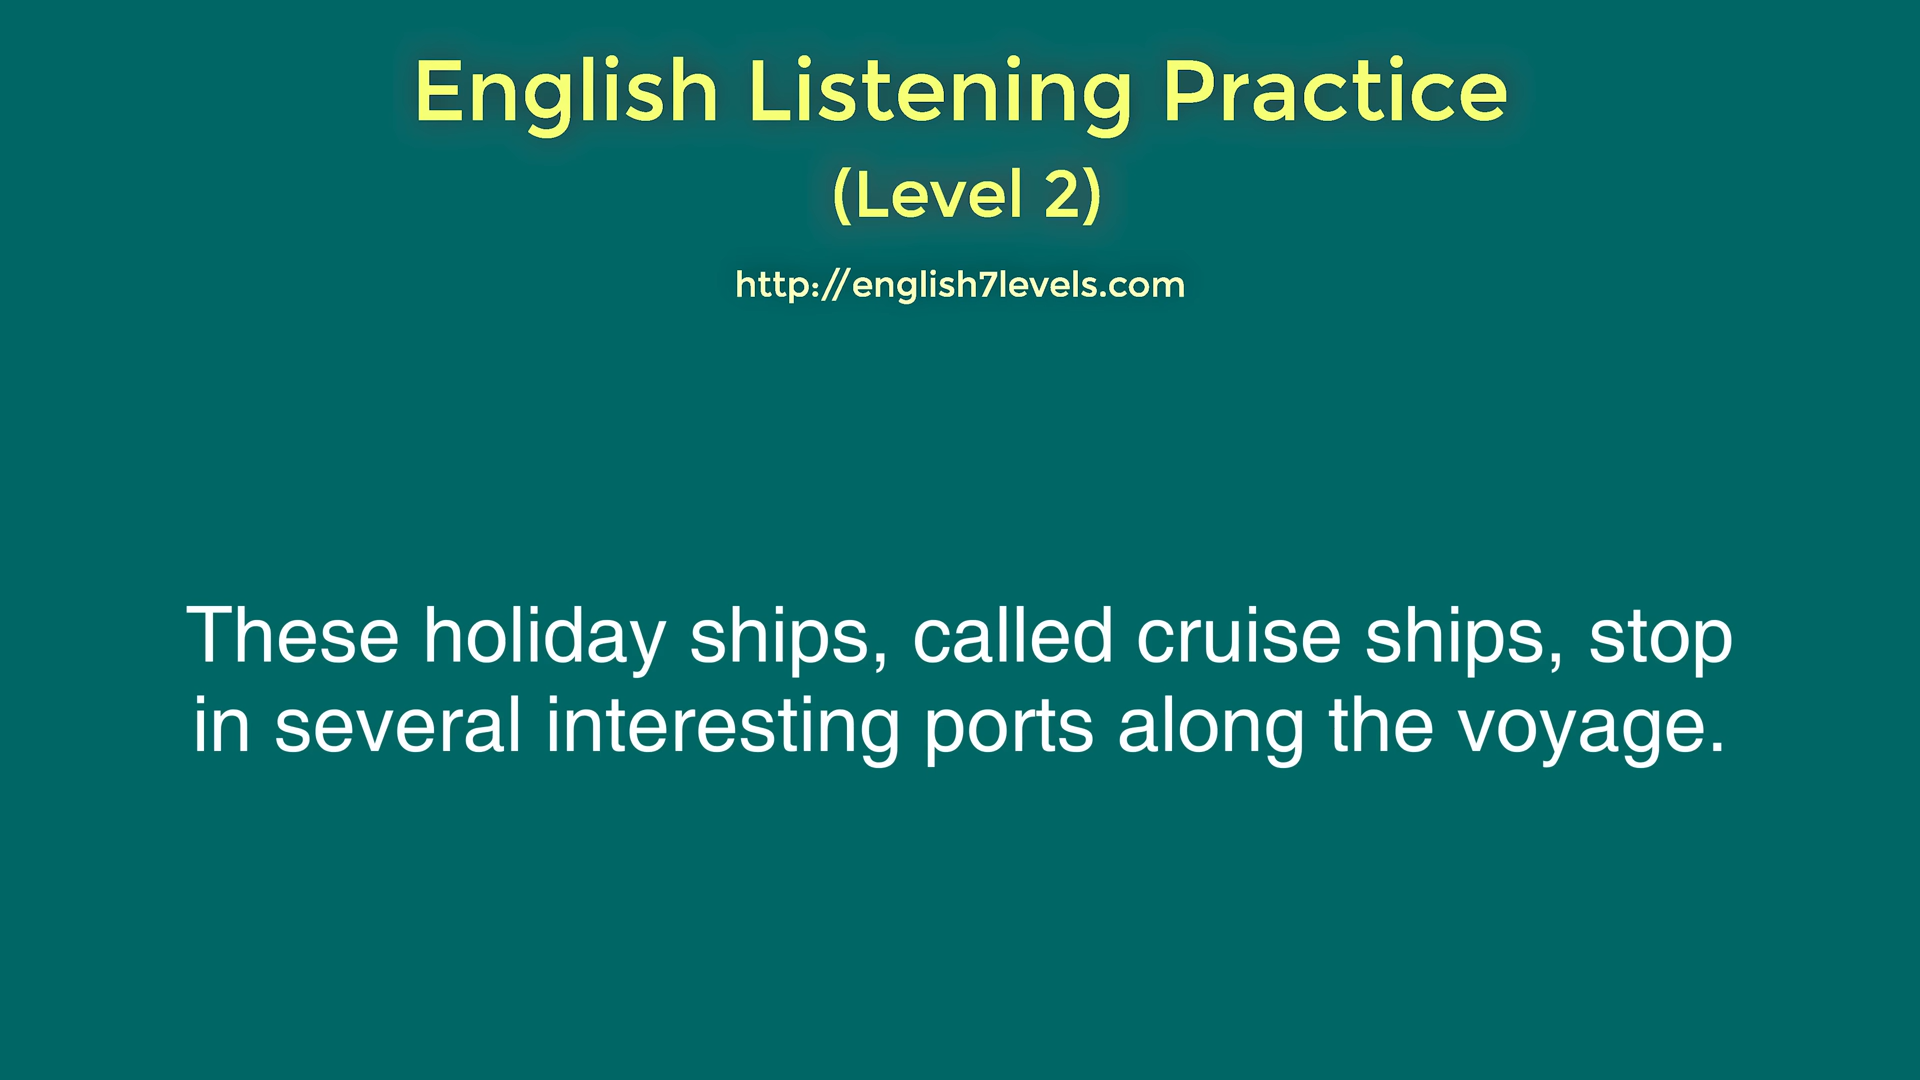 English Listening Practice
(Level 2)
http://english7levels.com
These holiday ships, called cruise ships, stop
in several interesting ports along the voyage.